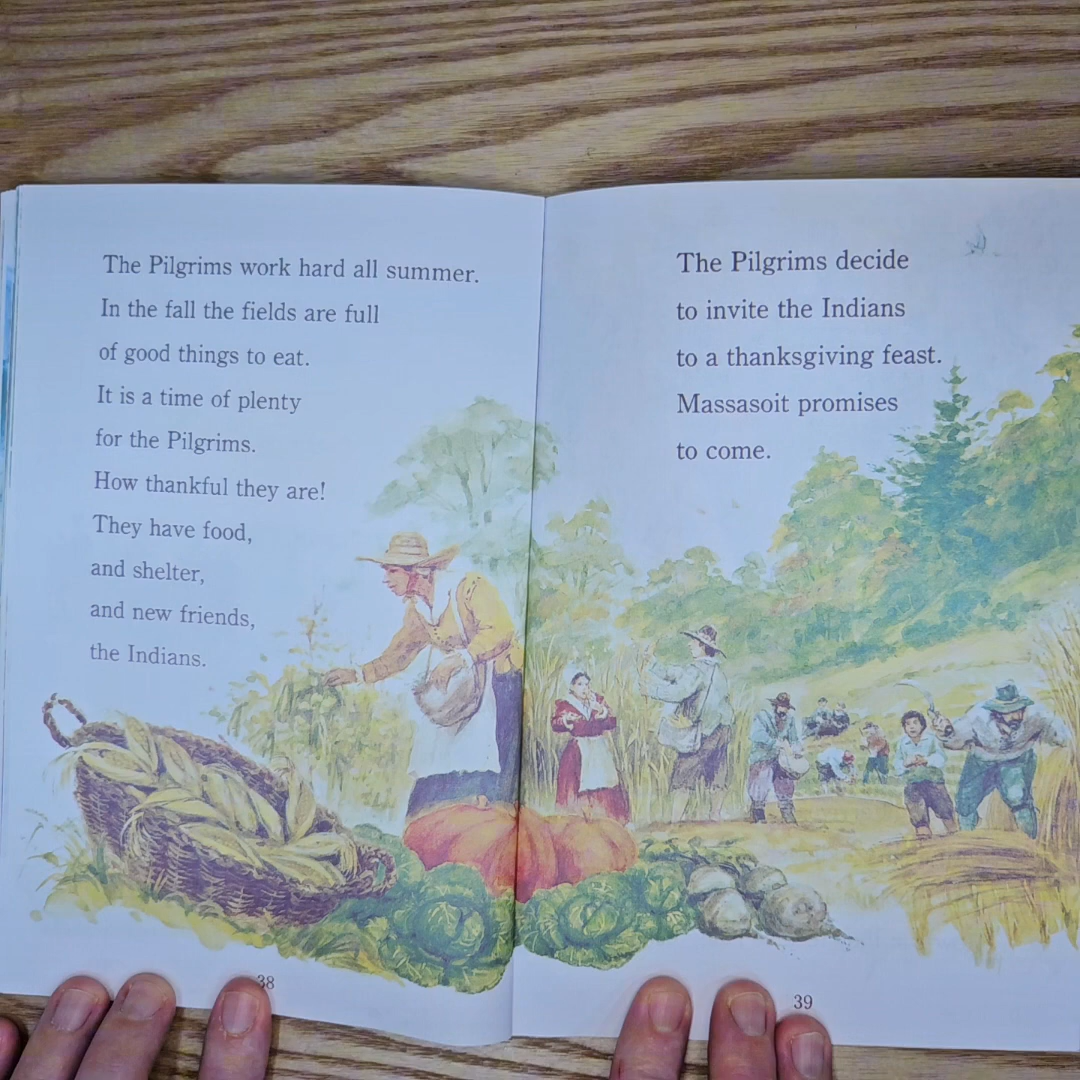 The Pilgrims work hard all summer.
In the fall the fields are full
of good things to eat.
It is a time of plenty
for the Pilgrims.
How thankful they are!
They have food,
and shelter,
and new friends,
the Indians.
38
The Pilgrims decide
to invite the Indians
to a thanksgiving feast.
Massasoit promises
to come.
39